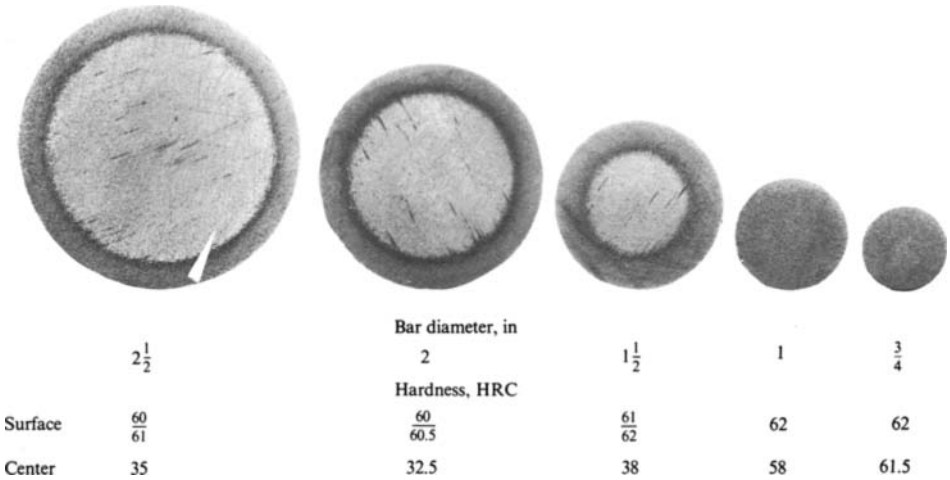 Bar diameter, in
2 1/2 2 1 1/2 1 3/4
Hardness, HRC
Surface 60/61 60/60.5 61/62 62 62
Center 35 32.5 38 58 61.5